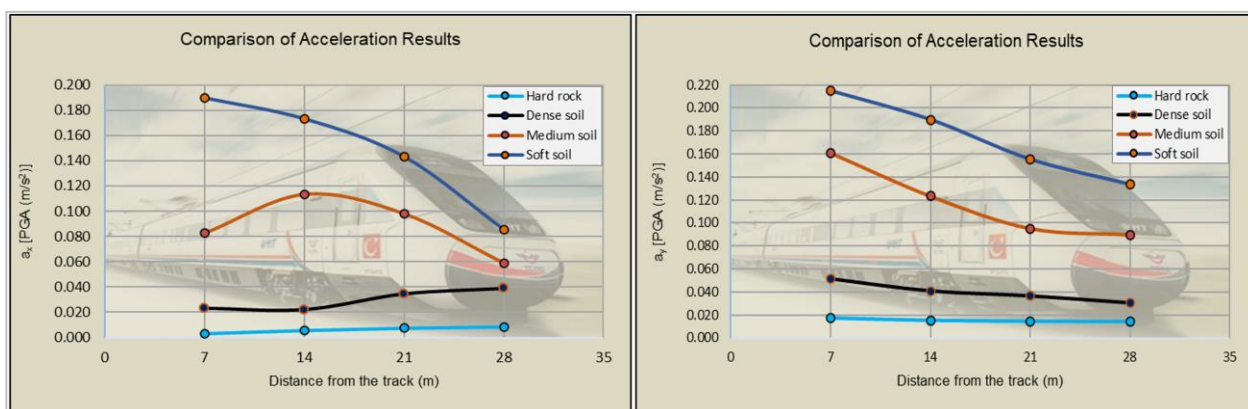 Comparison of Acceleration Results
0.200
0.180
0.160
0.140
0.120
0.100
0.080
0.060
0.040
0.020
0.000
aₓ [PGA (m/s²)]
Hard rock
Dense soil
Medium soil
Soft soil
0 7 14 21 28 35
Distance from the track (m)
Comparison of Acceleration Results
0.220
0.200
0.180
0.160
0.140
0.120
0.100
0.080
0.060
0.040
0.020
0.000
a_y [PGA (m/s²)]
Hard rock
Dense soil
Medium soil
Soft soil
0 7 14 21 28 35
Distance from the track (m)